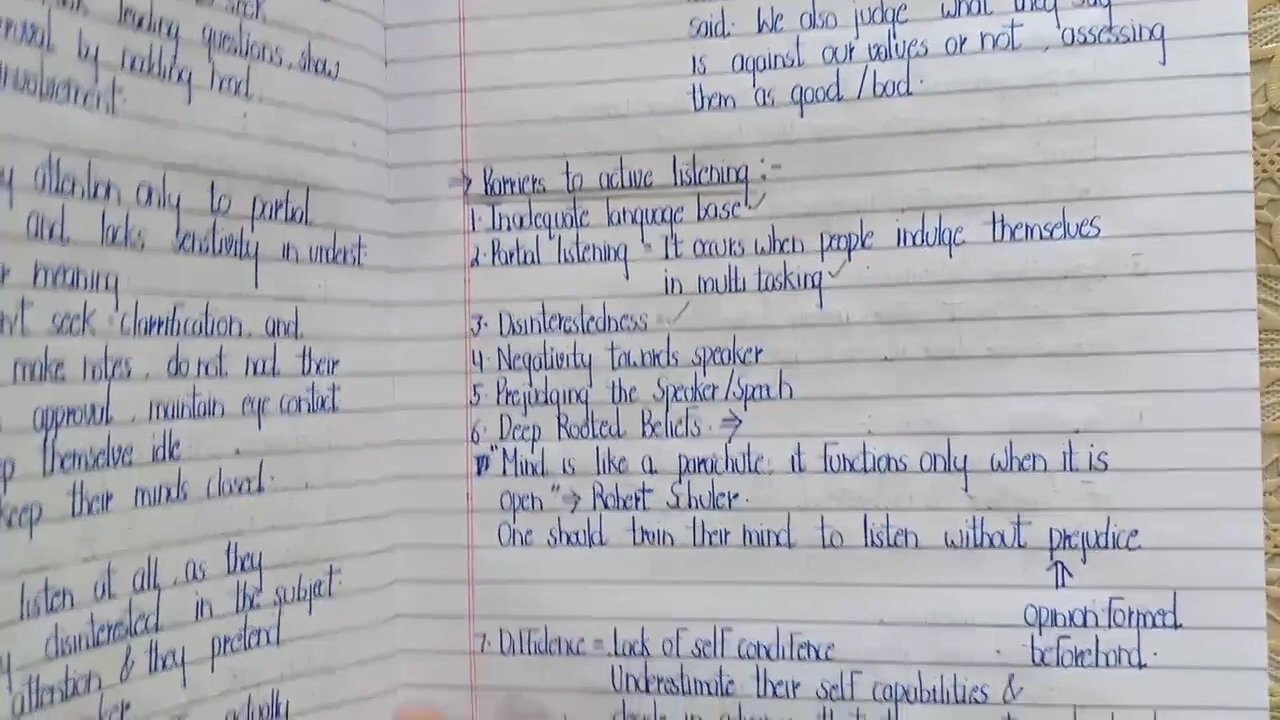 leading questions, show
by nodding head
involvement.
attention only to partial
and lacks sensitivity in underst
meaning
seek clarrification, and
make notes, do not nod their
approval, maintain eye contact
themselve idle
keep their minds closed.
listen at all, as they
disinterested in the subject.
attention & they pretend
actually
said. We also judge what they say
is against our values or not, assessing
them as good/bad.
→ Barriers to active listening :-
1. Inadequate language base ✓
2. Partial listening = It occurs when people indulge themselves
in multi tasking ✓
3. Disinterestedness ✓
4. Negativity towards speaker
5. Prejudging the Speaker/Speech
6. Deep Rooted Beliefs. ⇒
"Mind is like a parachute; it functions only when it is
open" → Robert Shuler.
One should train their mind to listen without prejudice
⇑
opinion formed
beforehand.
7. Diffidence = lack of self confidence
Underestimate their self capabilities &